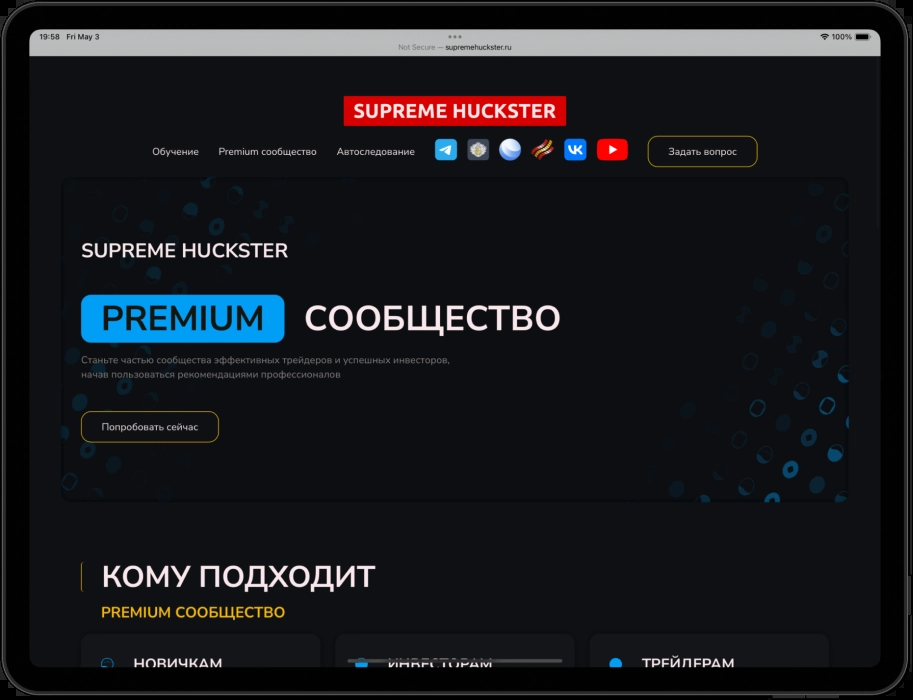 19:58 Fri May 3
100%
Not Secure — supremehuckster.ru
SUPREME HUCKSTER
Обучение Premium сообщество Автоследование Задать вопрос
SUPREME HUCKSTER
PREMIUM СООБЩЕСТВО
Станьте частью сообщества эффективных трейдеров и успешных инвесторов,
начав пользоваться рекомендациями профессионалов
Попробовать сейчас
КОМУ ПОДХОДИТ
PREMIUM СООБЩЕСТВО
НОВИЧКАМ ИНВЕСТОРАМ ТРЕЙДЕРАМ